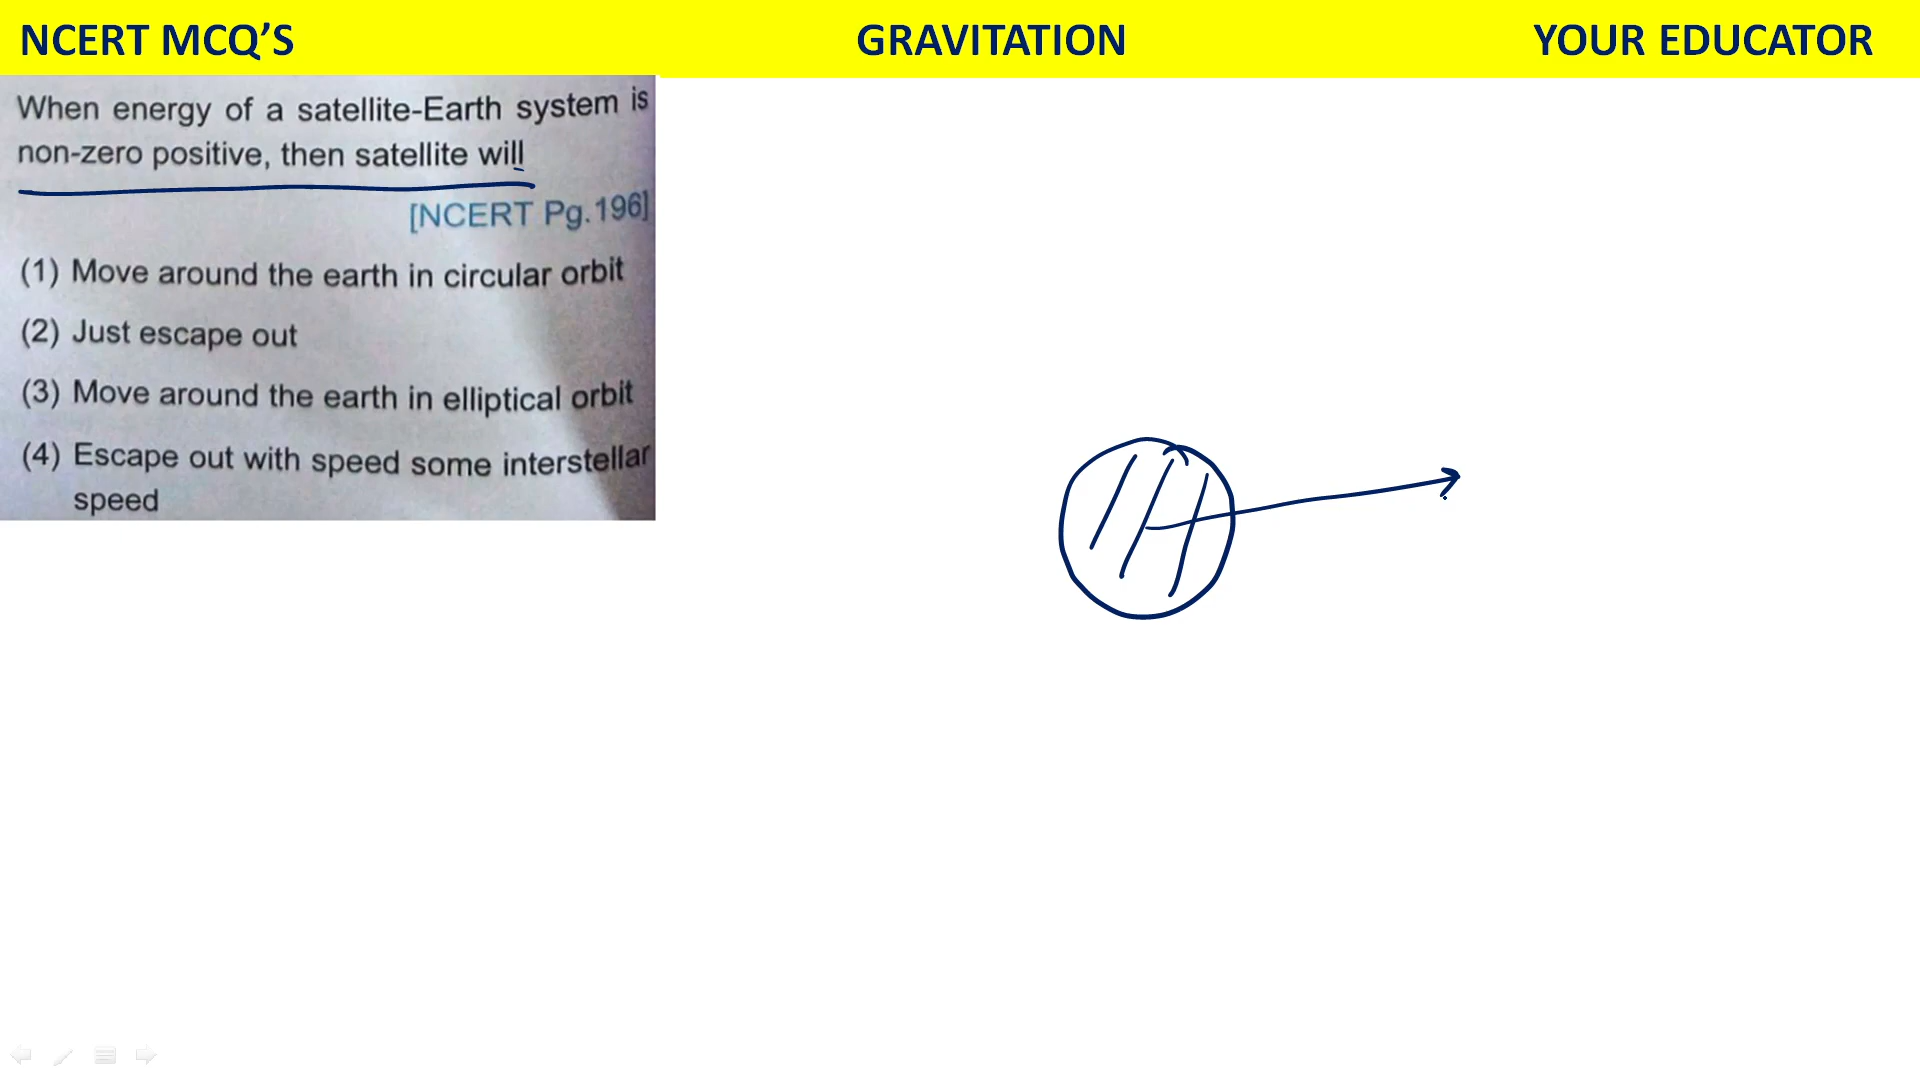 NCERT MCQ’S
GRAVITATION
YOUR EDUCATOR
When energy of a satellite-Earth system is
non-zero positive, then satellite will
[NCERT Pg.196]
(1) Move around the earth in circular orbit
(2) Just escape out
(3) Move around the earth in elliptical orbit
(4) Escape out with speed some interstellar
speed